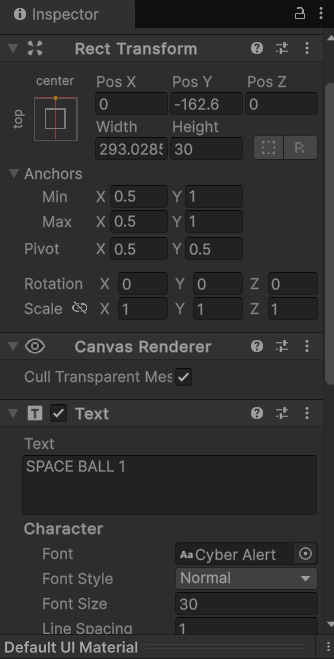 Inspector
Rect Transform
center
Pos X Pos Y Pos Z
top
0 -162.6 0
Width Height
293.0285 30
R
Anchors
Min X 0.5 Y 1
Max X 0.5 Y 1
Pivot X 0.5 Y 0.5
Rotation X 0 Y 0 Z 0
Scale X 1 Y 1 Z 1
Canvas Renderer
Cull Transparent Mes
T Text
Text
SPACE BALL 1
Character
Font Aa Cyber Alert
Font Style Normal
Font Size 30
Line Spacing 1
Default UI Material